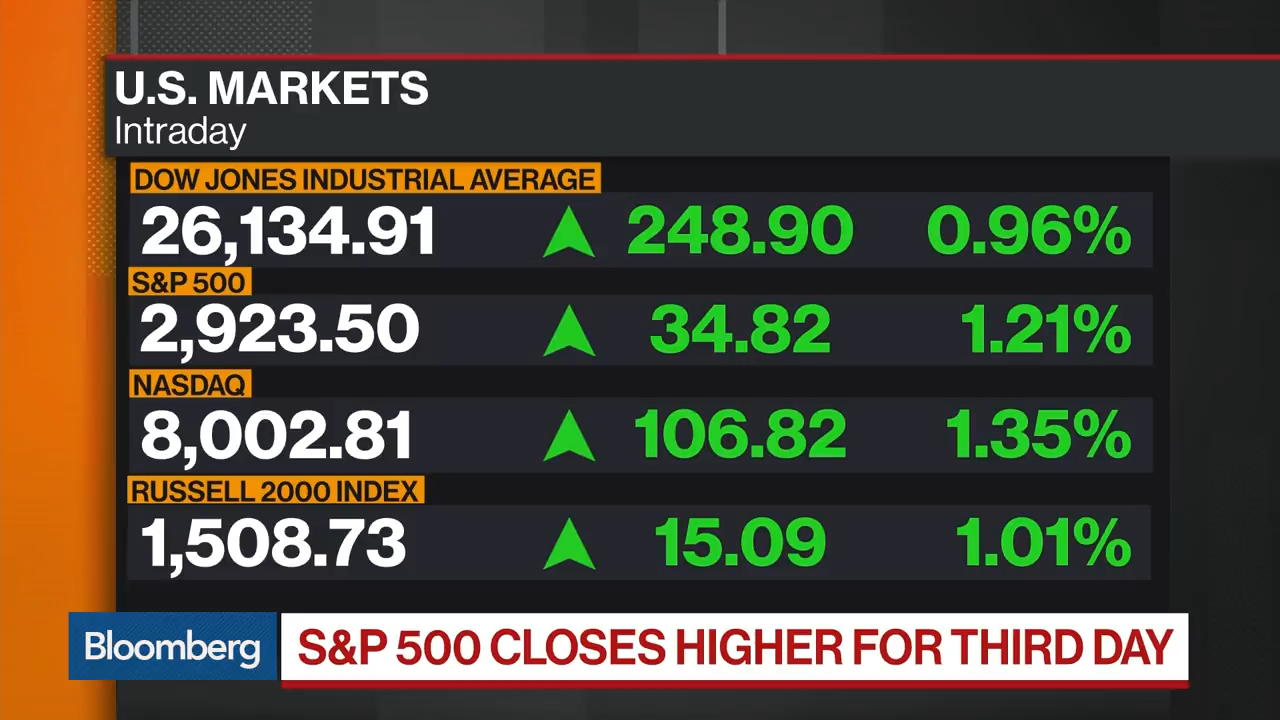 U.S. MARKETS
Intraday
DOW JONES INDUSTRIAL AVERAGE
26,134.91 ▲ 248.90 0.96%
S&P 500
2,923.50 ▲ 34.82 1.21%
NASDAQ
8,002.81 ▲ 106.82 1.35%
RUSSELL 2000 INDEX
1,508.73 ▲ 15.09 1.01%
Bloomberg S&P 500 CLOSES HIGHER FOR THIRD DAY